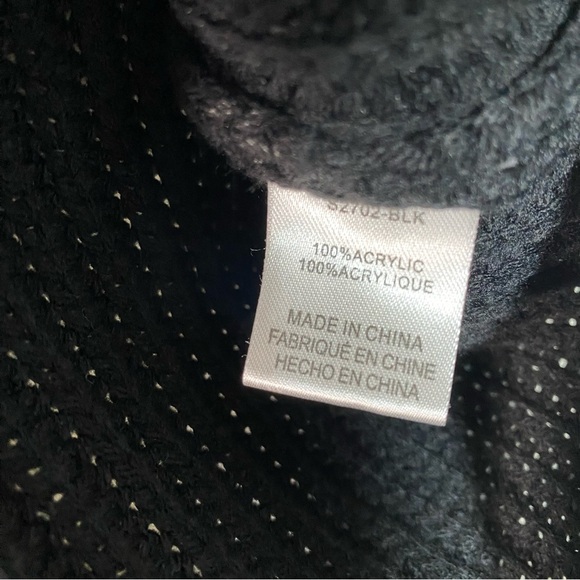 S2702-BLK
100%ACRYLIC
100%ACRYLIQUE
MADE IN CHINA
FABRIQUÉ EN CHINE
HECHO EN CHINA